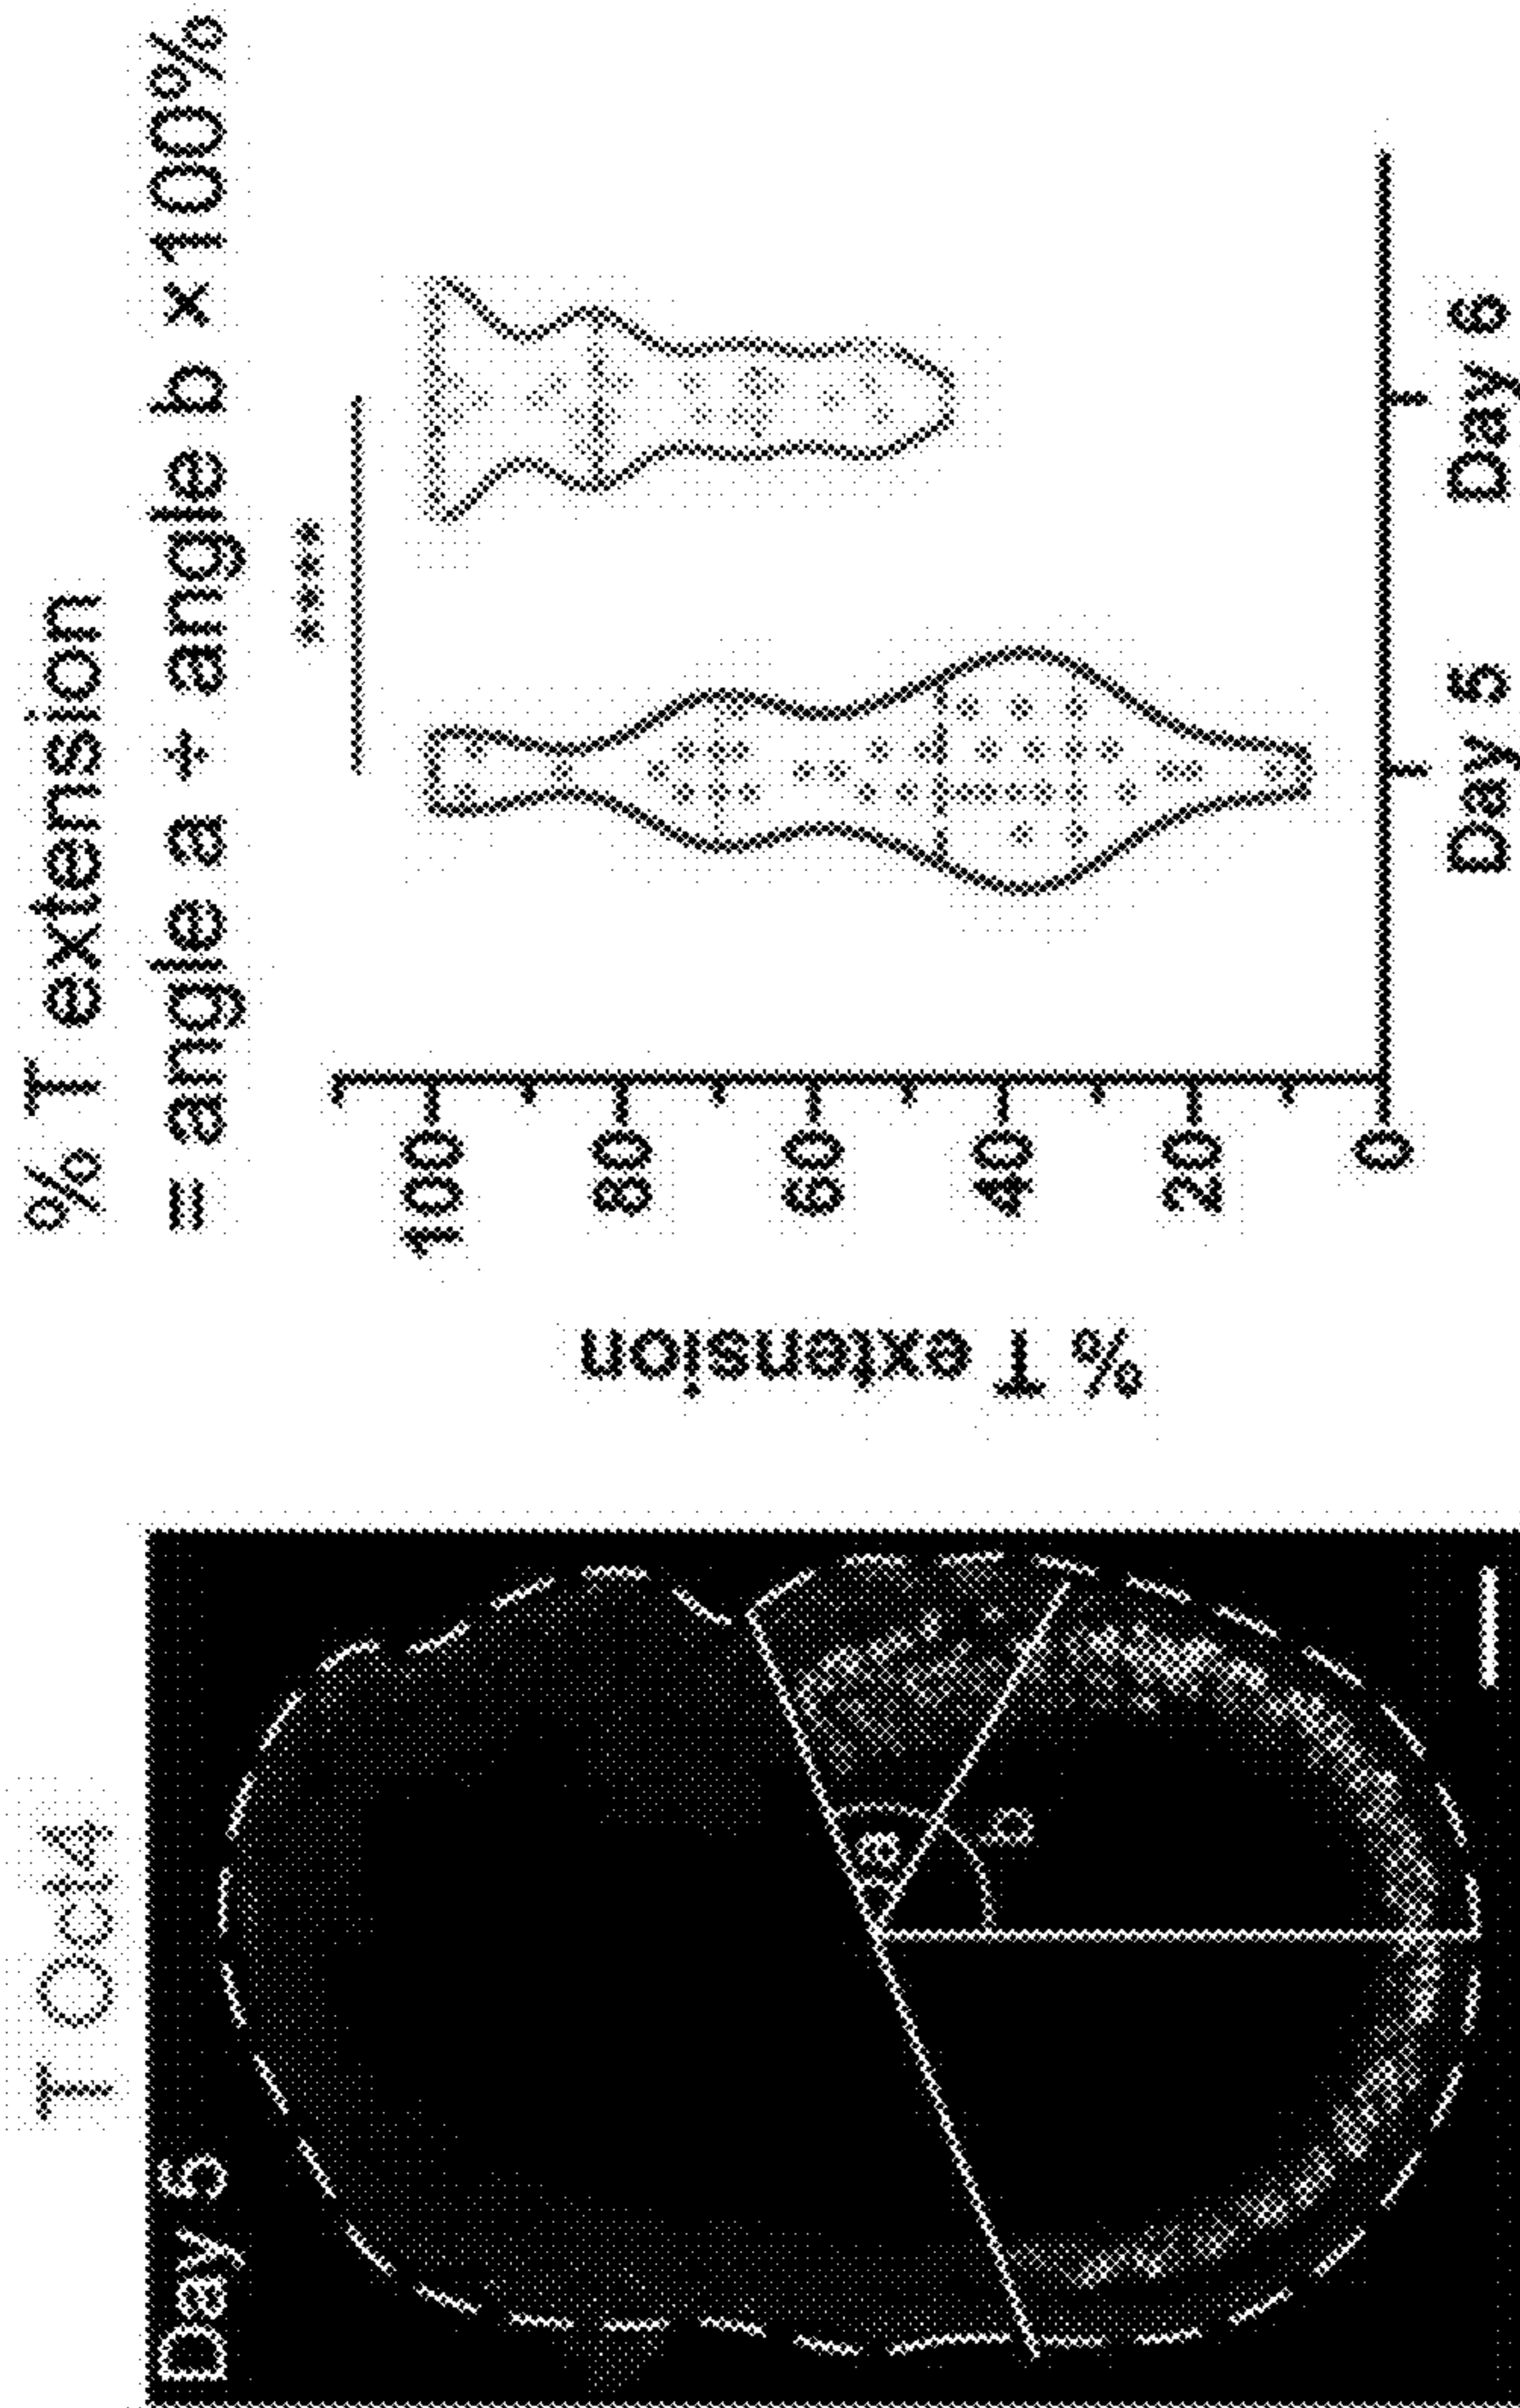 T Oct4
Day 5
a
b
% T extension
= angle a ÷ angle b x 100%
****
% T extension
100
80
60
40
20
0
Day 5
Day 6